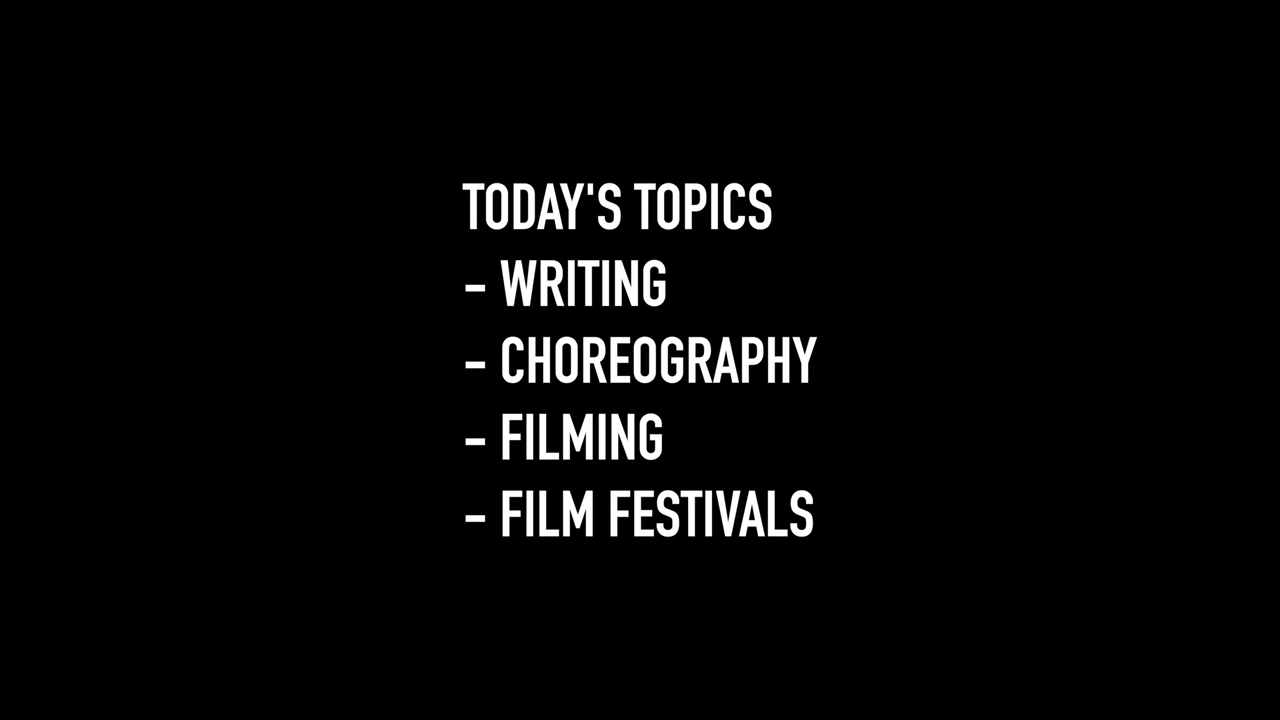 TODAY'S TOPICS
- WRITING
- CHOREOGRAPHY
- FILMING
- FILM FESTIVALS